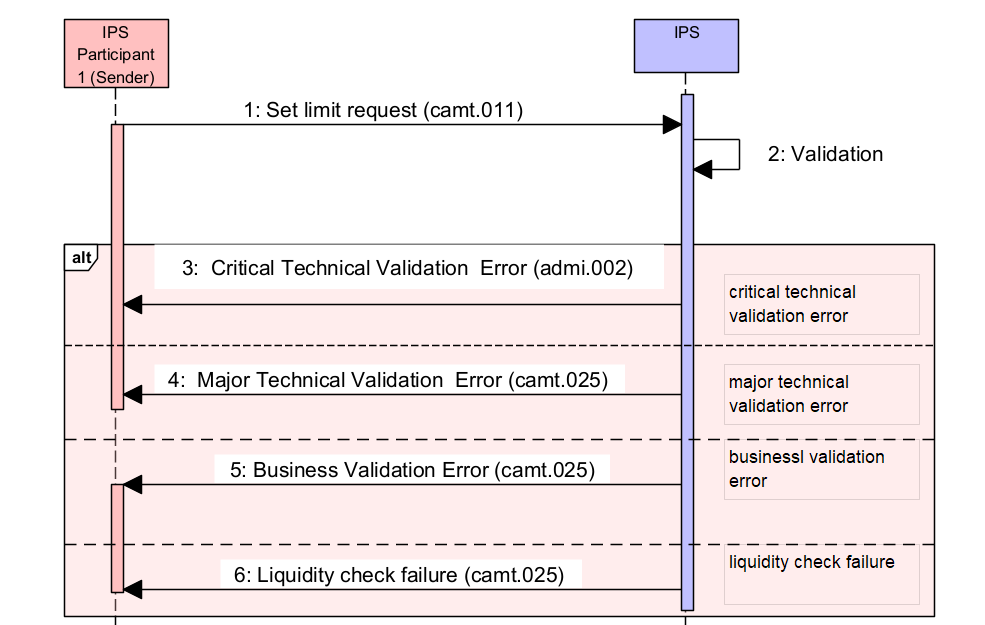 IPS
Participant
1 (Sender)
IPS
1: Set limit request (camt.011)
2: Validation
alt
3:  Critical Technical Validation  Error (admi.002)
critical technical
validation error
4:  Major Technical Validation  Error (camt.025)
major technical
validation error
5: Business Validation Error (camt.025)
businessl validation
error
6: Liquidity check failure (camt.025)
liquidity check failure